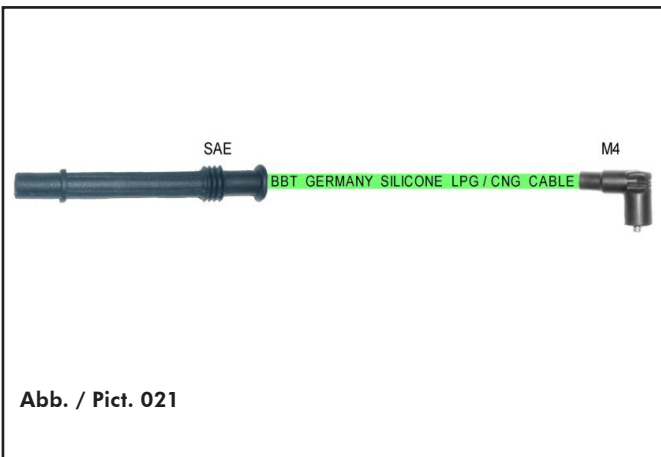 SAE
M4
BBT GERMANY SILICONE LPG / CNG CABLE
Abb. / Pict. 021